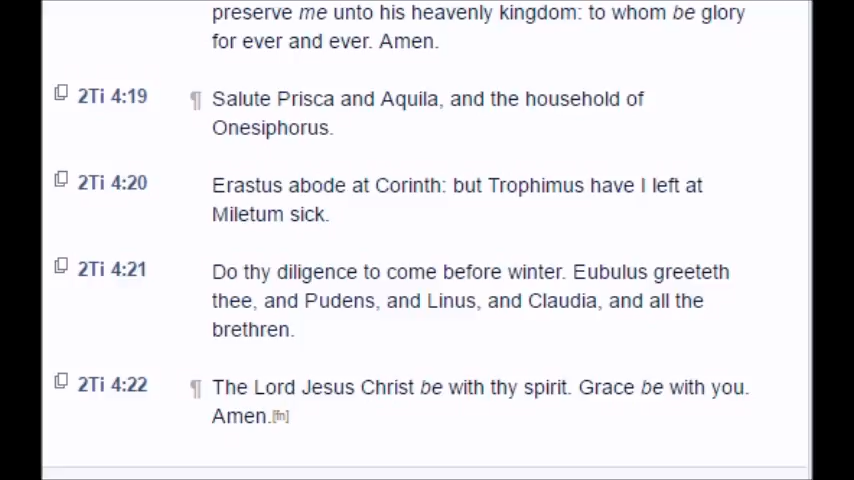 preserve me unto his heavenly kingdom: to whom be glory
for ever and ever. Amen.
2Ti 4:19 ¶ Salute Prisca and Aquila, and the household of
Onesiphorus.
2Ti 4:20 Erastus abode at Corinth: but Trophimus have I left at
Miletum sick.
2Ti 4:21 Do thy diligence to come before winter. Eubulus greeteth
thee, and Pudens, and Linus, and Claudia, and all the
brethren.
2Ti 4:22 ¶ The Lord Jesus Christ be with thy spirit. Grace be with you.
Amen.[fn]